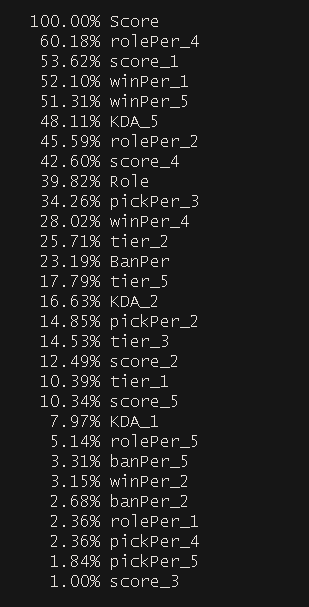 100.00% Score
60.18% rolePer_4
53.62% score_1
52.10% winPer_1
51.31% winPer_5
48.11% KDA_5
45.59% rolePer_2
42.60% score_4
39.82% Role
34.26% pickPer_3
28.02% winPer_4
25.71% tier_2
23.19% BanPer
17.79% tier_5
16.63% KDA_2
14.85% pickPer_2
14.53% tier_3
12.49% score_2
10.39% tier_1
10.34% score_5
7.97% KDA_1
5.14% rolePer_5
3.31% banPer_5
3.15% winPer_2
2.68% banPer_2
2.36% rolePer_1
2.36% pickPer_4
1.84% pickPer_5
1.00% score_3